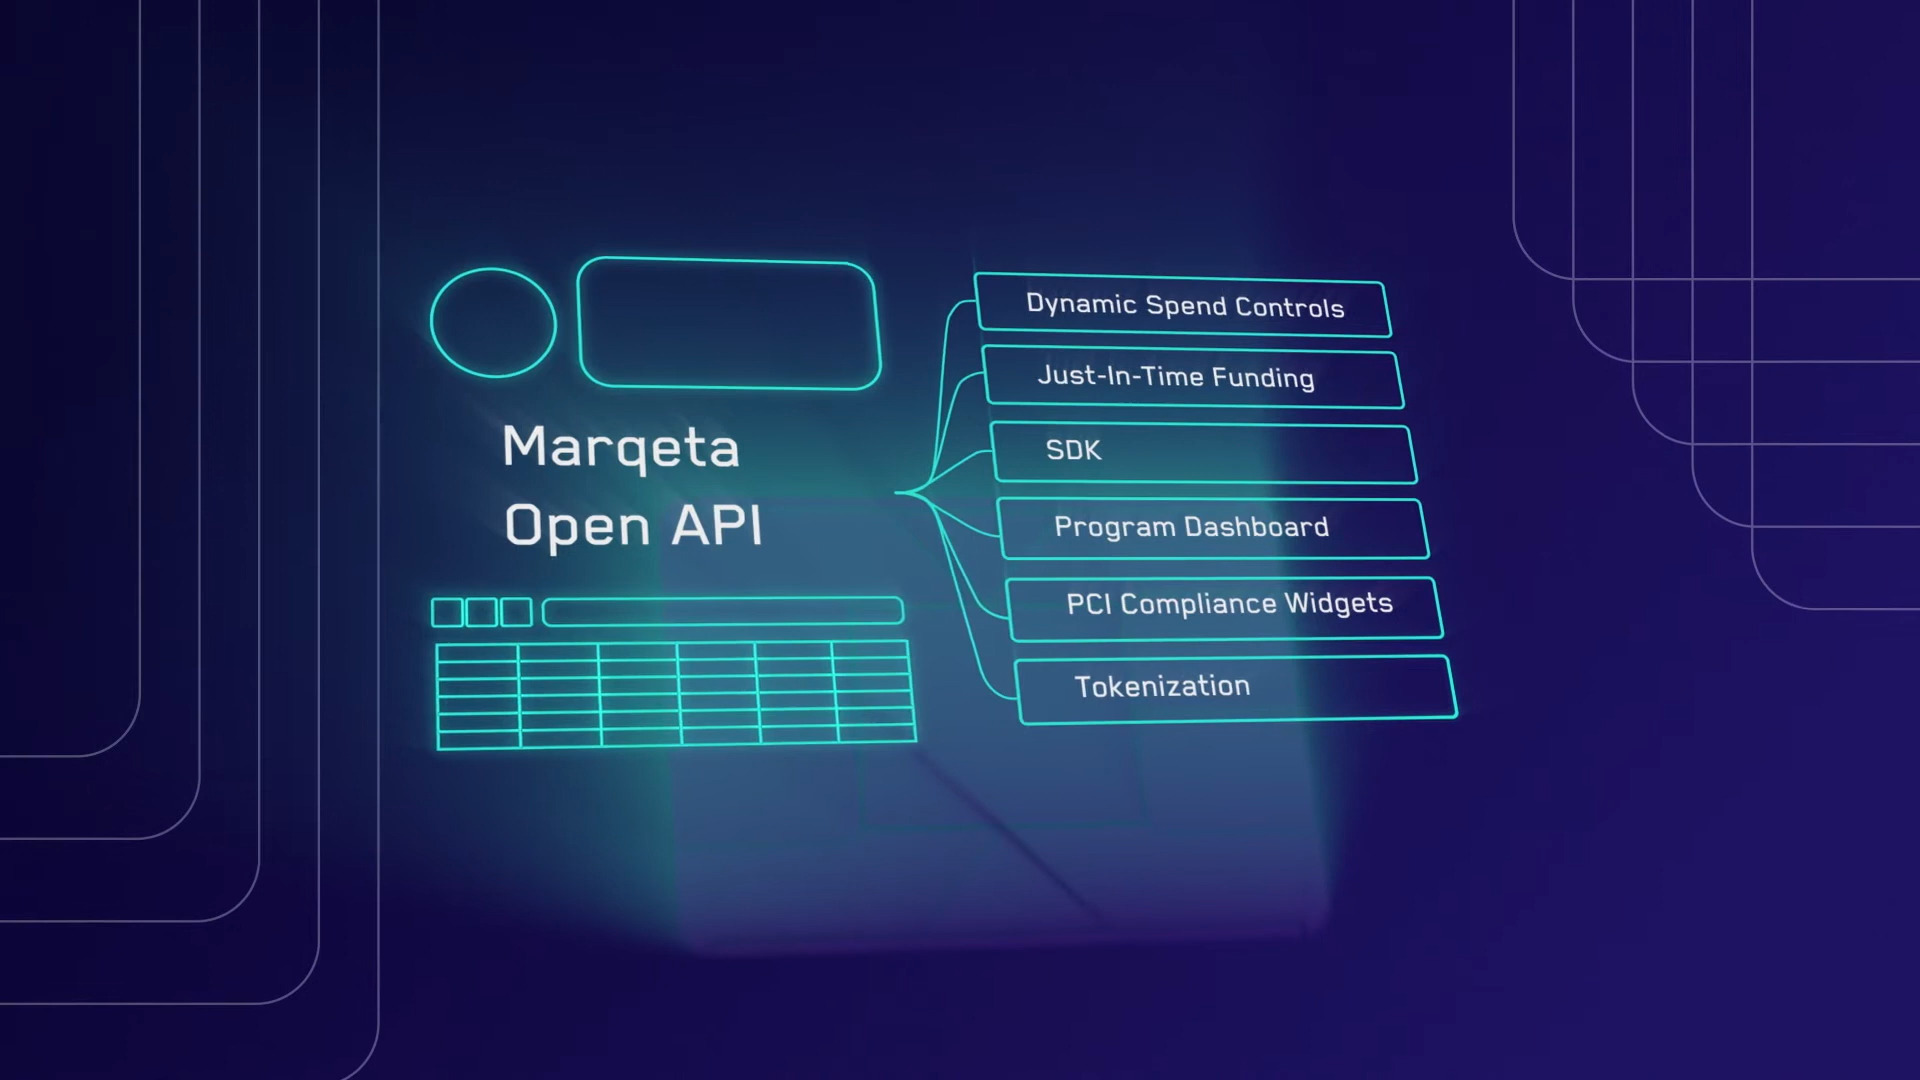 Marqeta
Open API
Dynamic Spend Controls
Just-In-Time Funding
SDK
Program Dashboard
PCI Compliance Widgets
Tokenization